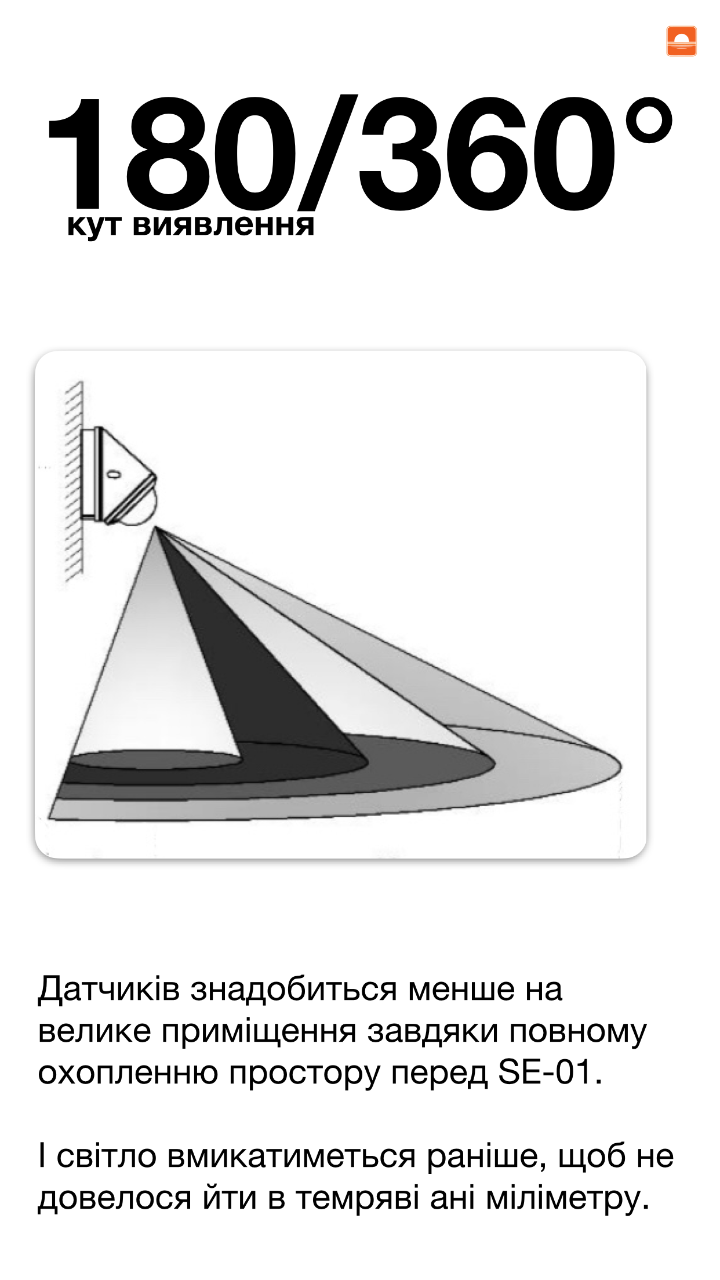 180/360°
кут виявлення
Датчиків знадобиться менше на
велике приміщення завдяки повному
охопленню простору перед SE-01.
І світло вмикатиметься раніше, щоб не
довелося йти в темряві ані міліметру.